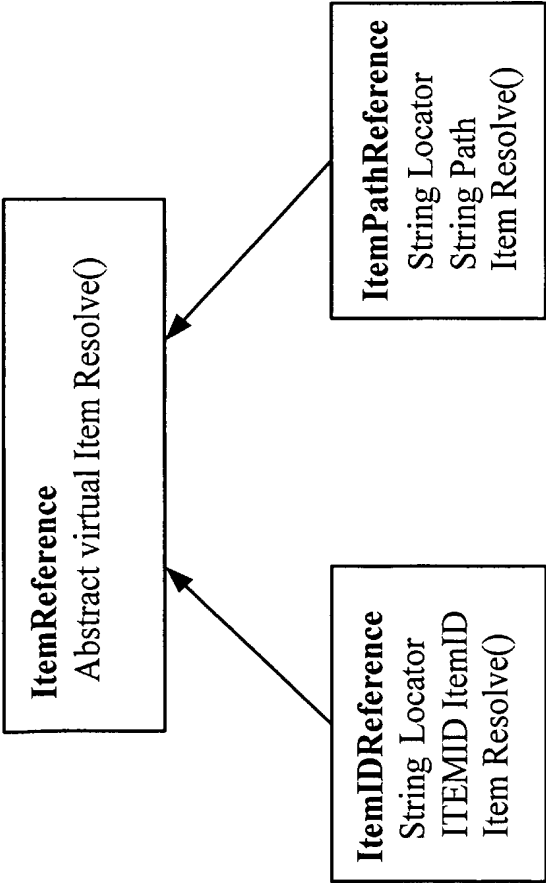 ItemReference
Abstract virtual Item Resolve()
ItemIDReference
String Locator
ITEMID ItemID
Item Resolve()
ItemPathReference
String Locator
String Path
Item Resolve()